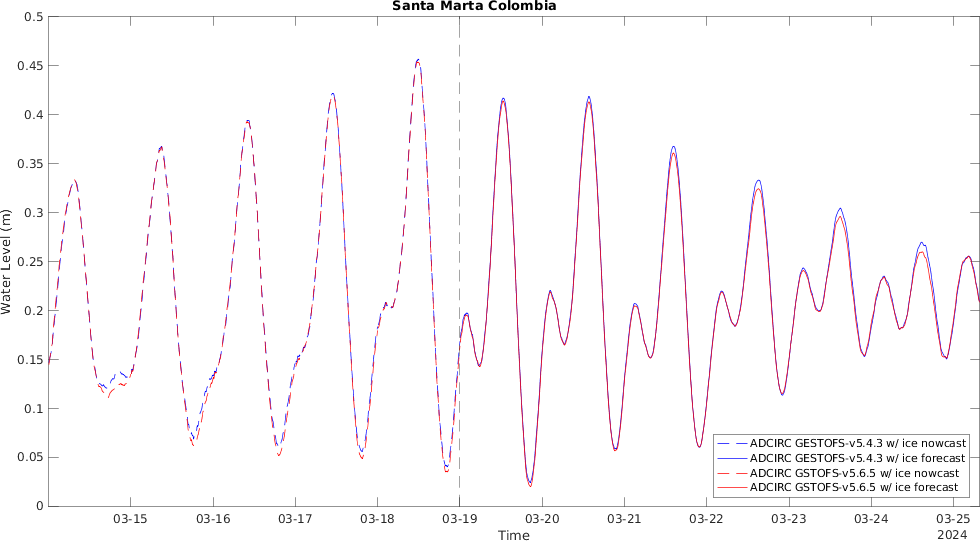 Santa Marta Colombia
0.5
0.45
0.4
0.35
0.3
0.25
0.2
0.15
0.1
0.05
0
Water Level (m)
03-15 03-16 03-17 03-18 03-19 03-20 03-21 03-22 03-23 03-24 03-25
Time
2024
ADCIRC GESTOFS-v5.4.3 w/ ice nowcast
ADCIRC GESTOFS-v5.4.3 w/ ice forecast
ADCIRC GSTOFS-v5.6.5 w/ ice nowcast
ADCIRC GSTOFS-v5.6.5 w/ ice forecast